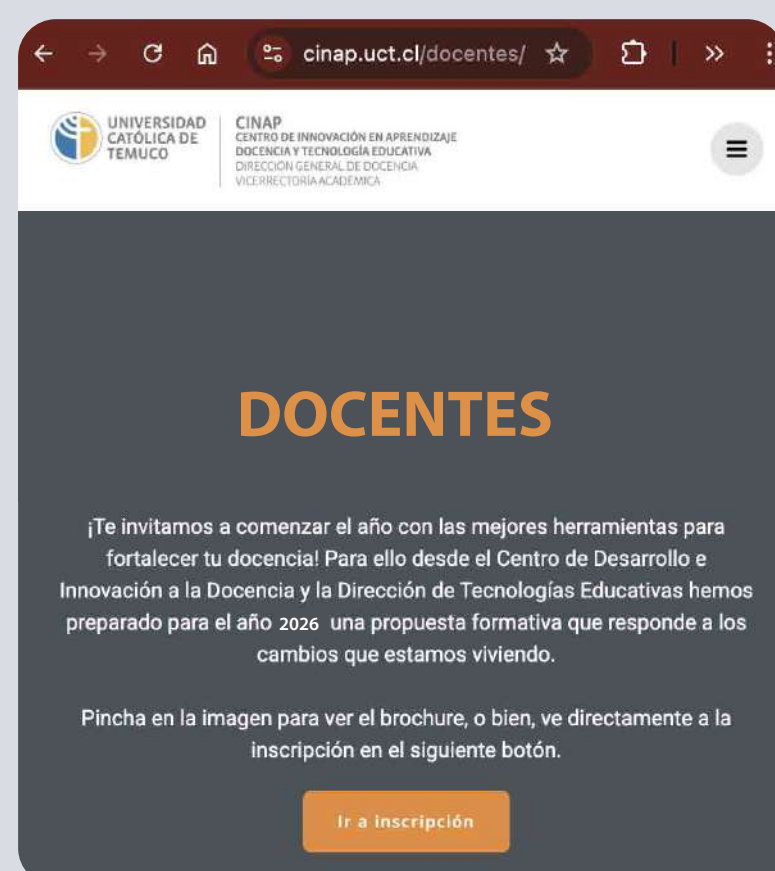 cinap.uct.cl/docentes/
UNIVERSIDAD
CATÓLICA DE
TEMUCO
CINAP
CENTRO DE INNOVACIÓN EN APRENDIZAJE
DOCENCIA Y TECNOLOGÍA EDUCATIVA
DIRECCIÓN GENERAL DE DOCENCIA
VICERRECTORÍA ACADÉMICA
DOCENTES
¡Te invitamos a comenzar el año con las mejores herramientas para
fortalecer tu docencia! Para ello desde el Centro de Desarrollo e
Innovación a la Docencia y la Dirección de Tecnologías Educativas hemos
preparado para el año 2026 una propuesta formativa que responde a los
cambios que estamos viviendo.
Pincha en la imagen para ver el brochure, o bien, ve directamente a la
inscripción en el siguiente botón.
Ir a inscripción